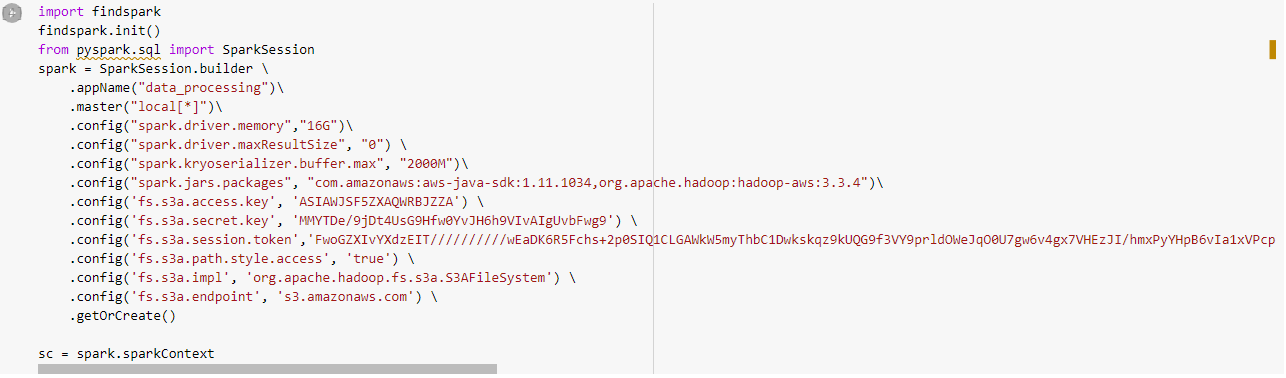 import findspark
findspark.init()
from pyspark.sql import SparkSession
spark = SparkSession.builder \
.appName("data_processing")\
.master("local[*]")\
.config("spark.driver.memory","16G")\
.config("spark.driver.maxResultSize", "0") \
.config("spark.kryoserializer.buffer.max", "2000M")\
.config("spark.jars.packages", "com.amazonaws:aws-java-sdk:1.11.1034,org.apache.hadoop:hadoop-aws:3.3.4")\
.config('fs.s3a.access.key', 'ASIAWJSF5ZXAQWRBJZZA') \
.config('fs.s3a.secret.key', 'MMYTDe/9jDt4UsG9Hfw0YvJH6h9VIvAIgUvbFwg9') \
.config('fs.s3a.session.token','FwoGZXIvYXdzEIT//////////wEaDK6R5Fchs+2p0SIQ1CLGAWkW5myThbC1Dwkskqz9kUQG9f3VY9prldOWeJqO0U7gw6v4gx7VHEzJI/hmxPyYHpB6vIa1xVPcp
.config('fs.s3a.path.style.access', 'true') \
.config('fs.s3a.impl', 'org.apache.hadoop.fs.s3a.S3AFileSystem') \
.config('fs.s3a.endpoint', 's3.amazonaws.com') \
.getOrCreate()
sc = spark.sparkContext